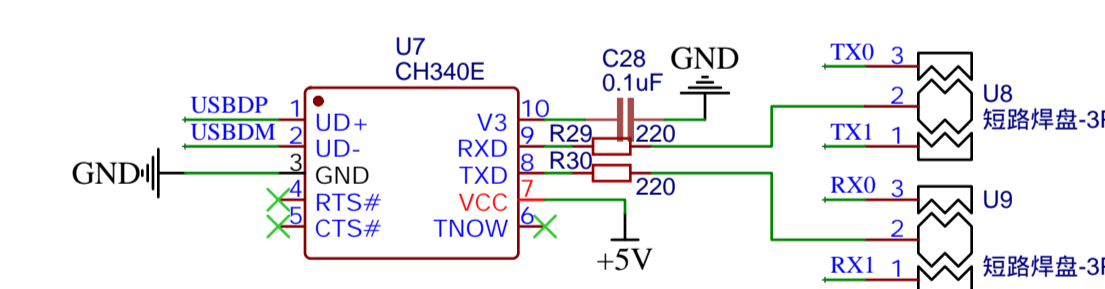 U7
CH340E
C28
0.1uF
GND
USBDP 1 UD+
USBDM 2 UD-
GND 3 GND
4 RTS#
5 CTS#
V3 10
RXD 9 R29 220
TXD 8 R30 220
VCC 7
TNOW 6
+5V
TX0 3
2
TX1 1
U8
短路焊盘-3
RX0 3
2
RX1 1
U9
短路焊盘-3